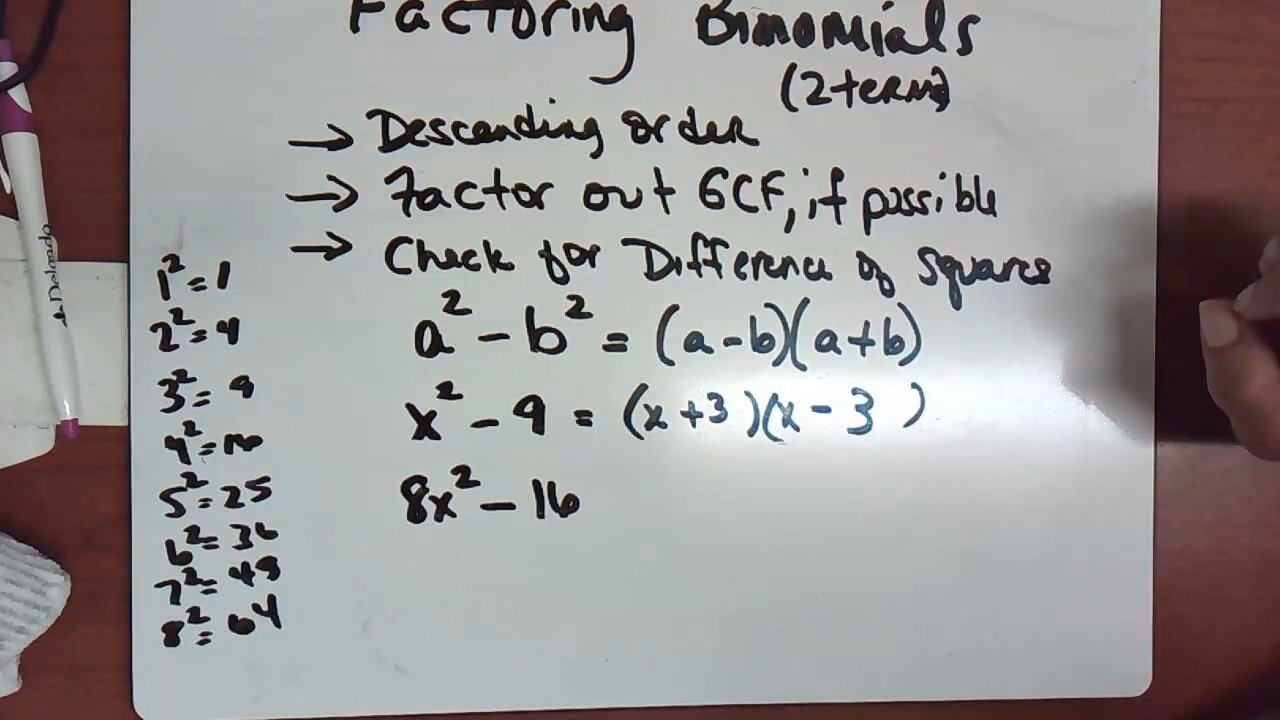 Factoring Binomials
(2 terms)
→ Descending order
→ Factor out GCF, if possible
→ Check for Difference of squares
a² - b² = (a-b)(a+b)
x² - 9 = (x+3)(x-3)
8x² - 16
1² = 1
2² = 4
3² = 9
4² = 16
5² = 25
6² = 36
7² = 49
8² = 64